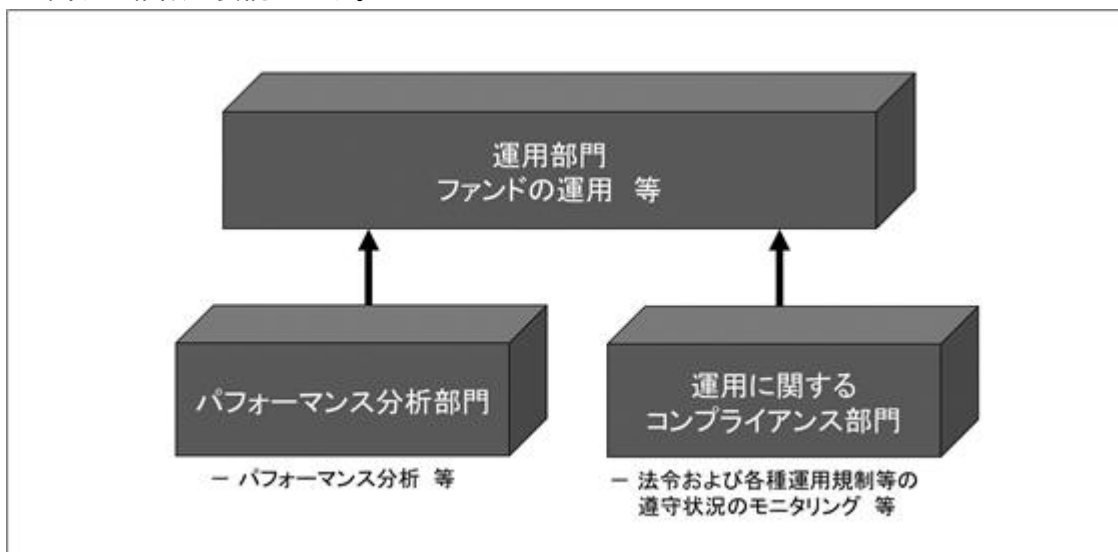 運用部門
ファンドの運用 等
パフォーマンス分析部門
- パフォーマンス分析 等
運用に関する
コンプライアンス部門
- 法令および各種運用規制等の
遵守状況のモニタリング 等